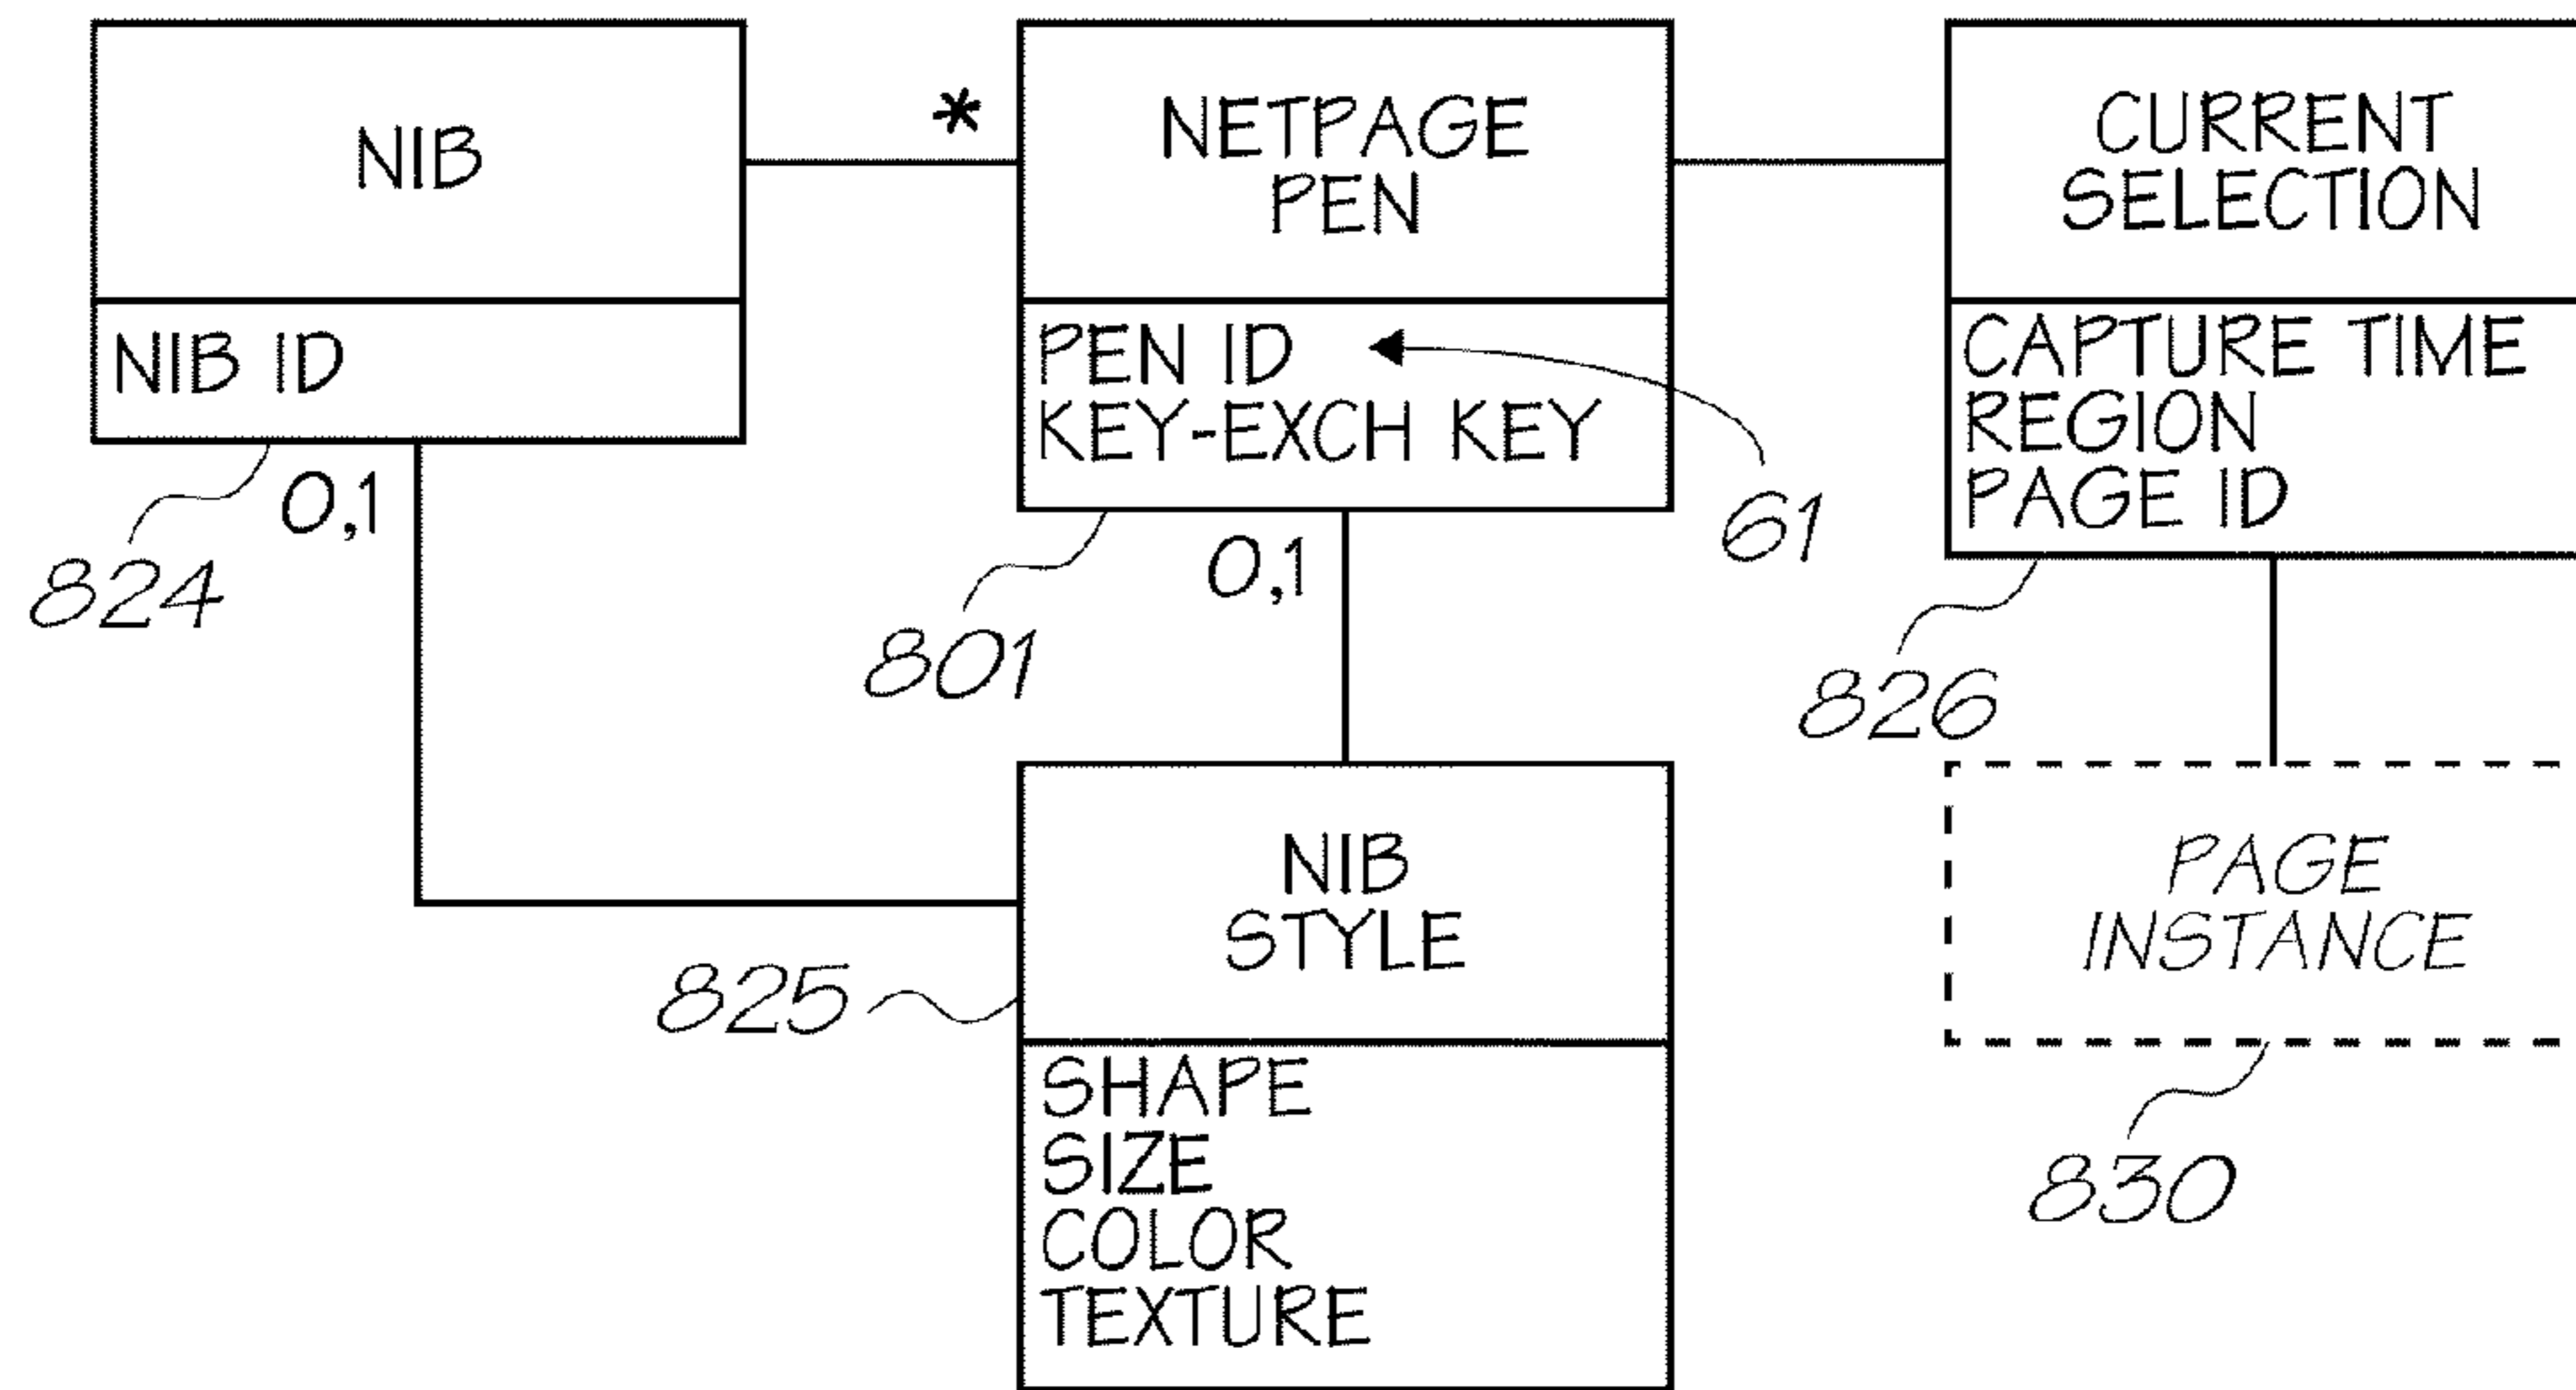 NIB
NIB ID
824
0,1
*
NETPAGE
PEN
PEN ID
KEY-EXCH KEY
61
801
0,1
CURRENT
SELECTION
CAPTURE TIME
REGION
PAGE ID
826
NIB
STYLE
825
SHAPE
SIZE
COLOR
TEXTURE
PAGE
INSTANCE
830